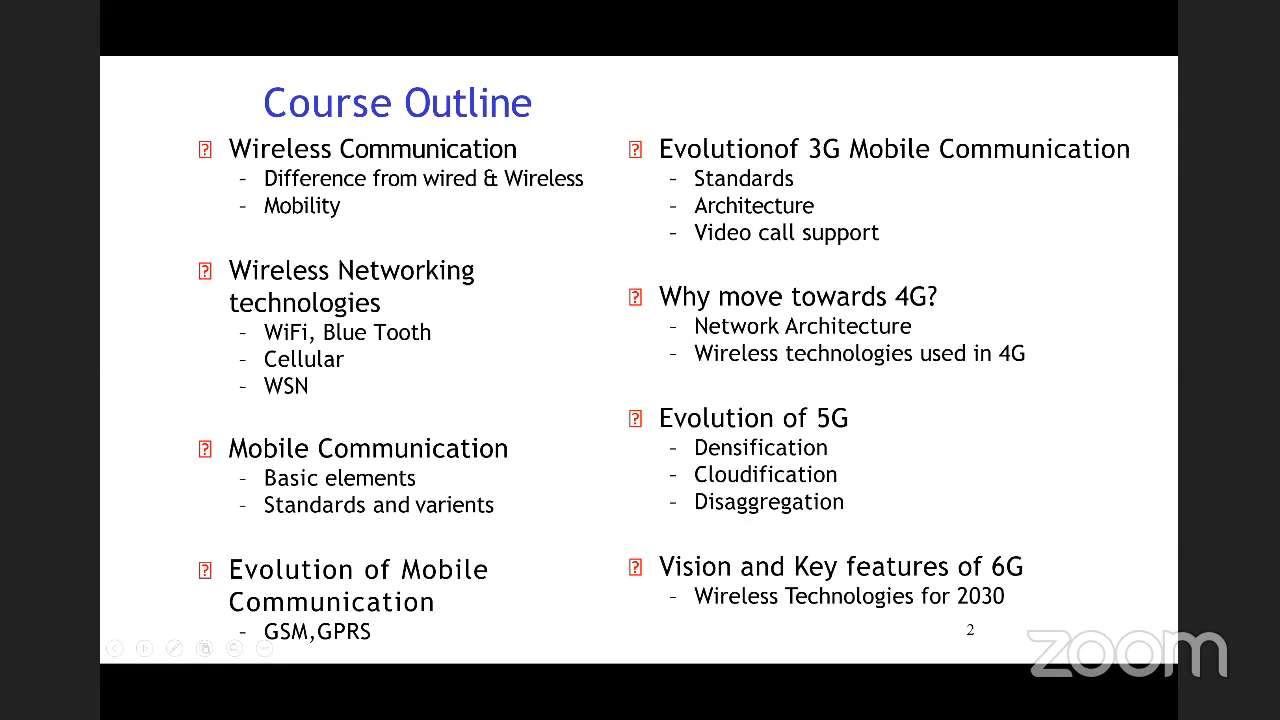 Course Outline
Wireless Communication
– Difference from wired & Wireless
– Mobility
Wireless Networking
technologies
– WiFi, Blue Tooth
– Cellular
– WSN
Mobile Communication
– Basic elements
– Standards and varients
Evolution of Mobile
Communication
– GSM,GPRS
Evolutionof 3G Mobile Communication
– Standards
– Architecture
– Video call support
Why move towards 4G?
– Network Architecture
– Wireless technologies used in 4G
Evolution of 5G
– Densification
– Cloudification
– Disaggregation
Vision and Key features of 6G
– Wireless Technologies for 2030
2
zoom